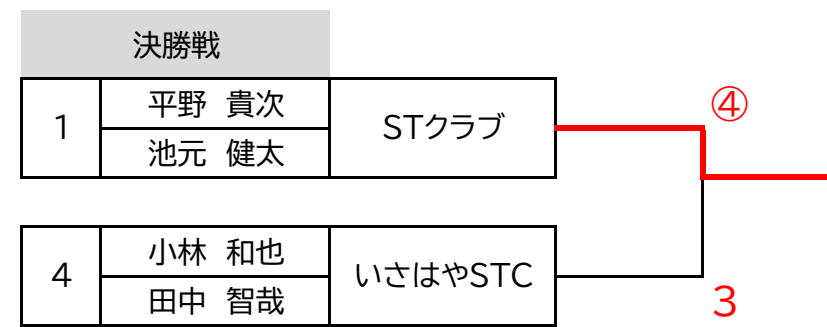 決勝戦
1
平野 貴次
池元 健太
STクラブ
④
4
小林 和也
田中 智哉
いさはやSTC
3